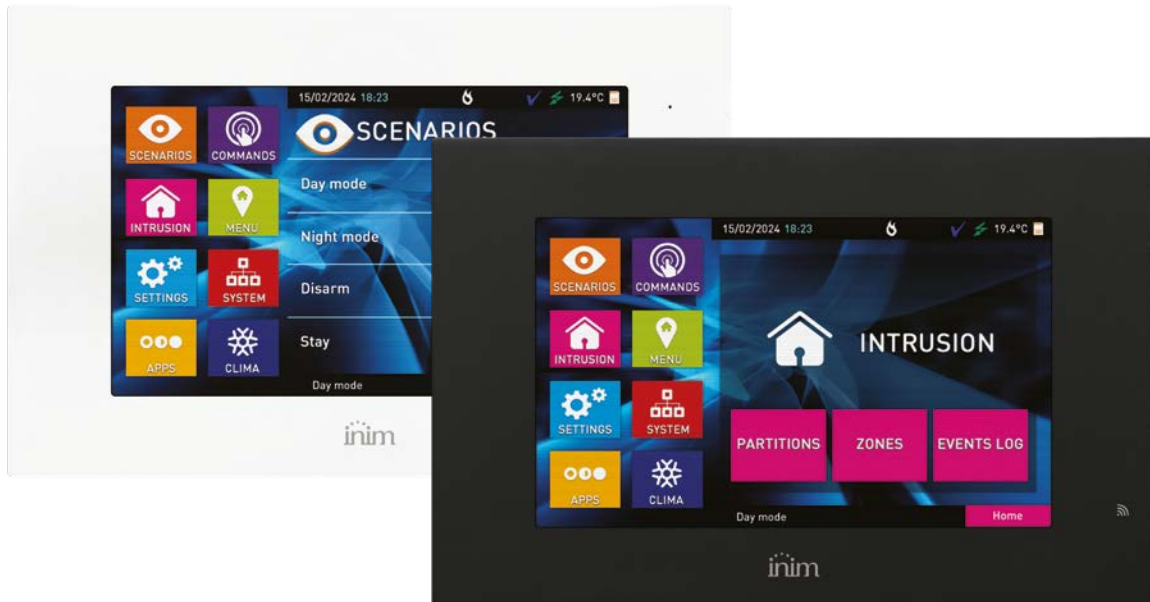 15/02/2024 18:23 19.4°C
SCENARIOS COMMANDS
SCENARIOS
INTRUSION MENU
SETTINGS SYSTEM
APPS CLIMA
Day mode
Night mode
Disarm
Stay
Day mode
inim
15/02/2024 18:23 19.4°C
SCENARIOS COMMANDS
INTRUSION MENU
SETTINGS SYSTEM
APPS CLIMA
INTRUSION
PARTITIONS ZONES EVENTS LOG
Day mode Home
inim